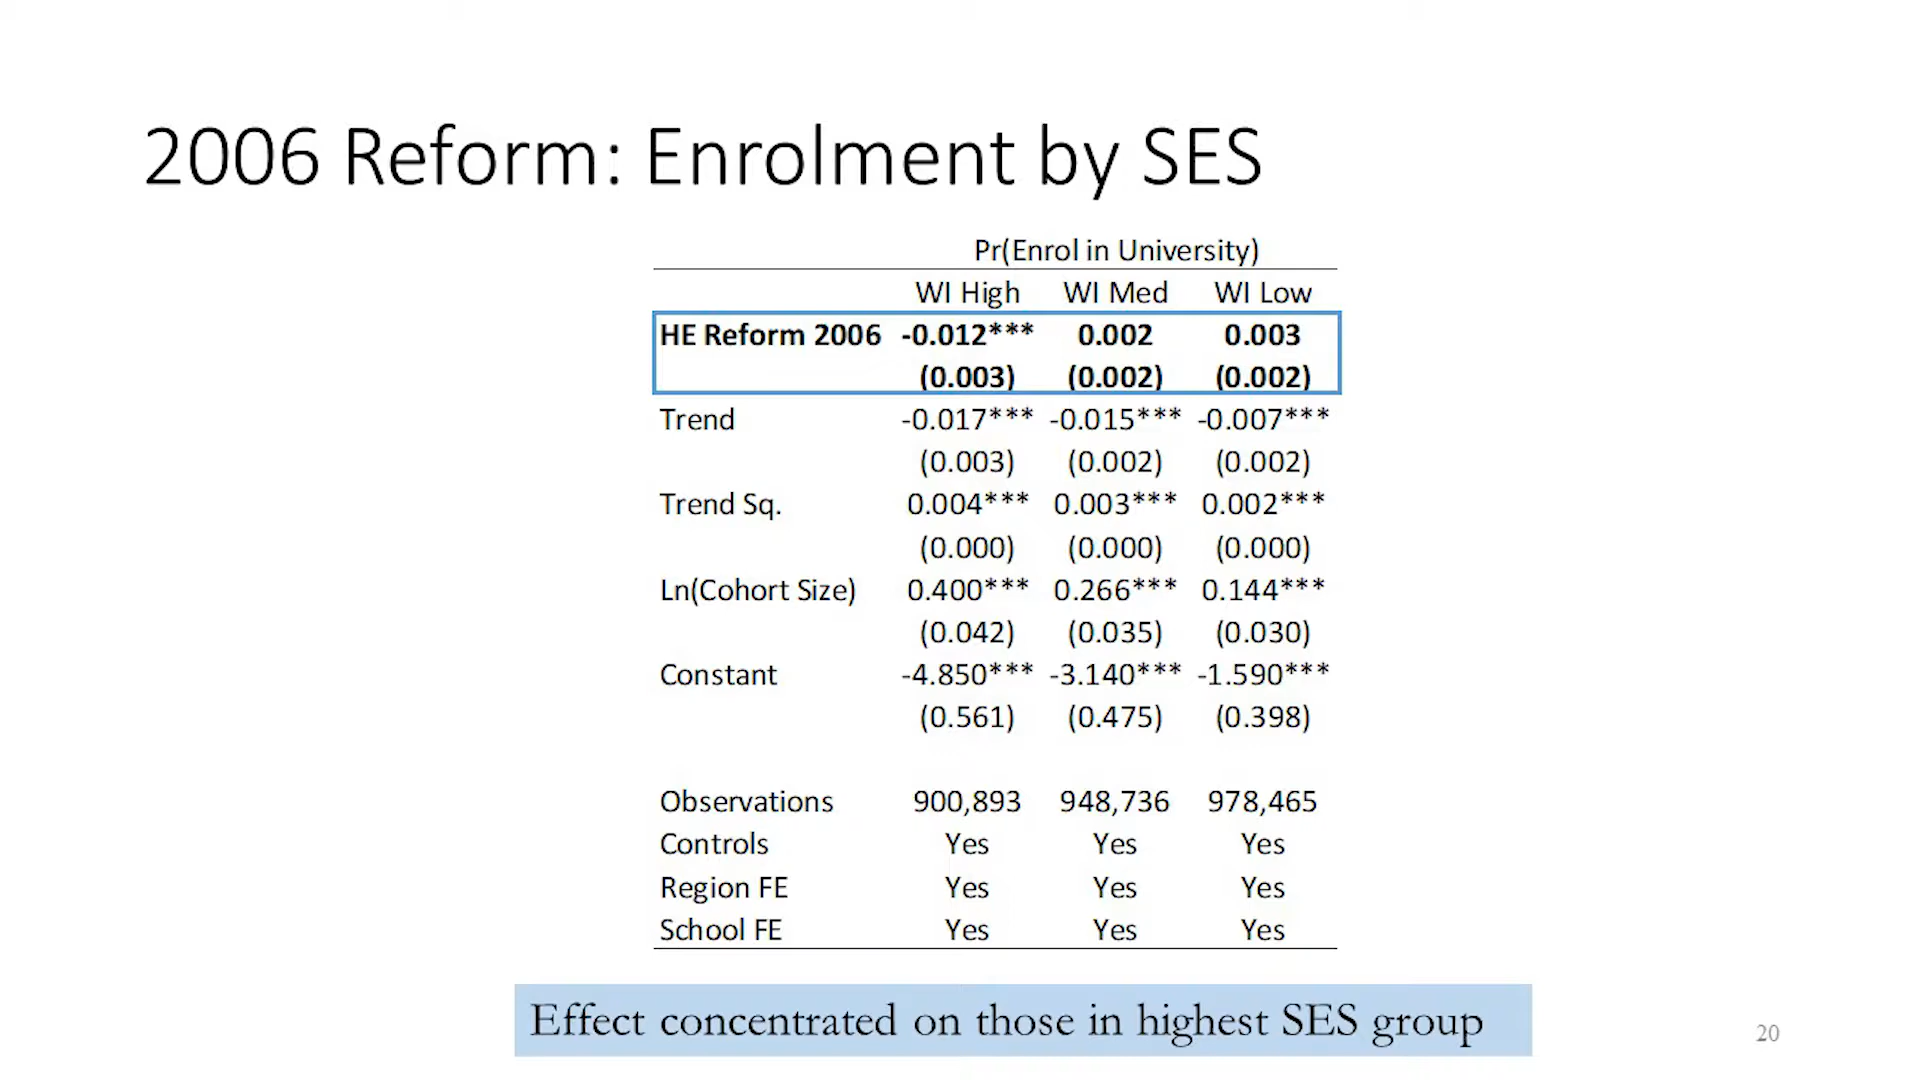 2006 Reform: Enrolment by SES
Pr(Enrol in University)
WI High WI Med WI Low
HE Reform 2006 -0.012*** 0.002 0.003
(0.003) (0.002) (0.002)
Trend -0.017*** -0.015*** -0.007***
(0.003) (0.002) (0.002)
Trend Sq. 0.004*** 0.003*** 0.002***
(0.000) (0.000) (0.000)
Ln(Cohort Size) 0.400*** 0.266*** 0.144***
(0.042) (0.035) (0.030)
Constant -4.850*** -3.140*** -1.590***
(0.561) (0.475) (0.398)
Observations 900,893 948,736 978,465
Controls Yes Yes Yes
Region FE Yes Yes Yes
School FE Yes Yes Yes
Effect concentrated on those in highest SES group
20